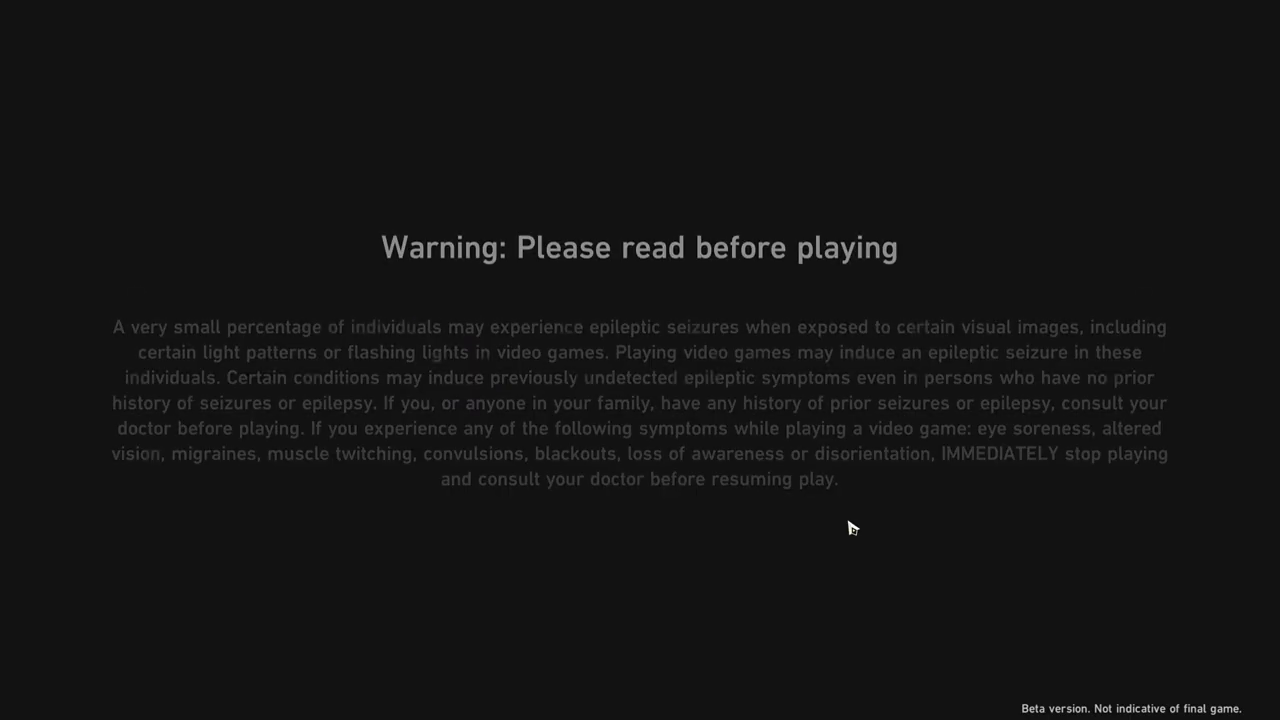 Warning: Please read before playing
A very small percentage of individuals may experience epileptic seizures when exposed to certain visual images, including
certain light patterns or flashing lights in video games. Playing video games may induce an epileptic seizure in these
individuals. Certain conditions may induce previously undetected epileptic symptoms even in persons who have no prior
history of seizures or epilepsy. If you, or anyone in your family, have any history of prior seizures or epilepsy, consult your
doctor before playing. If you experience any of the following symptoms while playing a video game: eye soreness, altered
vision, migraines, muscle twitching, convulsions, blackouts, loss of awareness or disorientation, IMMEDIATELY stop playing
and consult your doctor before resuming play.
Beta version. Not indicative of final game.